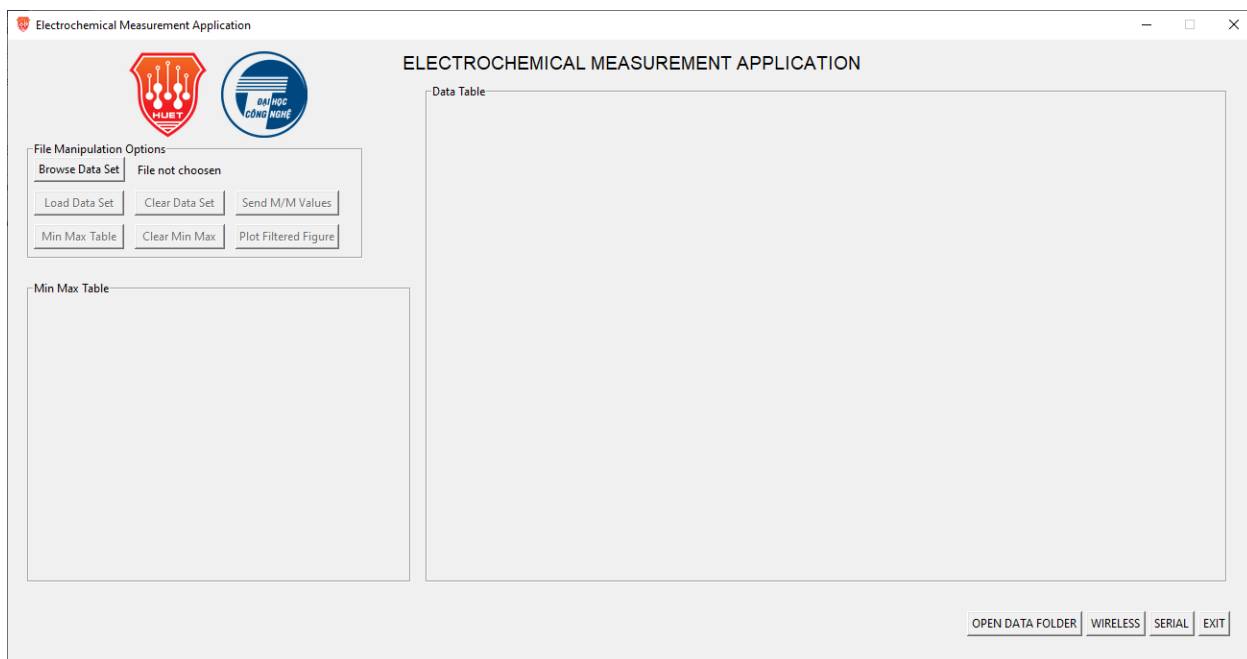 Electrochemical Measurement Application
ELECTROCHEMICAL MEASUREMENT APPLICATION
HUET
ĐẠI HỌC
CÔNG NGHỆ
File Manipulation Options
Browse Data Set File not choosen
Load Data Set Clear Data Set Send M/M Values
Min Max Table Clear Min Max Plot Filtered Figure
Min Max Table
Data Table
OPEN DATA FOLDER WIRELESS SERIAL EXIT